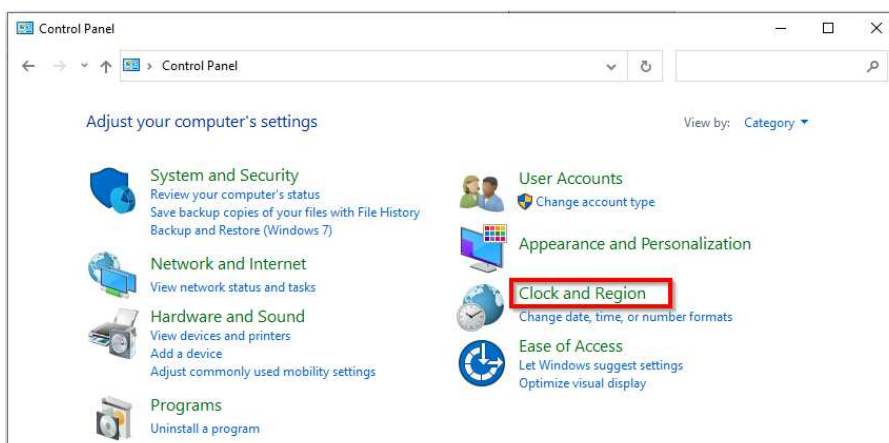 Control Panel
Control Panel
Adjust your computer's settings
View by: Category
System and Security
Review your computer's status
Save backup copies of your files with File History
Backup and Restore (Windows 7)
Network and Internet
View network status and tasks
Hardware and Sound
View devices and printers
Add a device
Adjust commonly used mobility settings
Programs
Uninstall a program
User Accounts
Change account type
Appearance and Personalization
Clock and Region
Change date, time, or number formats
Ease of Access
Let Windows suggest settings
Optimize visual display